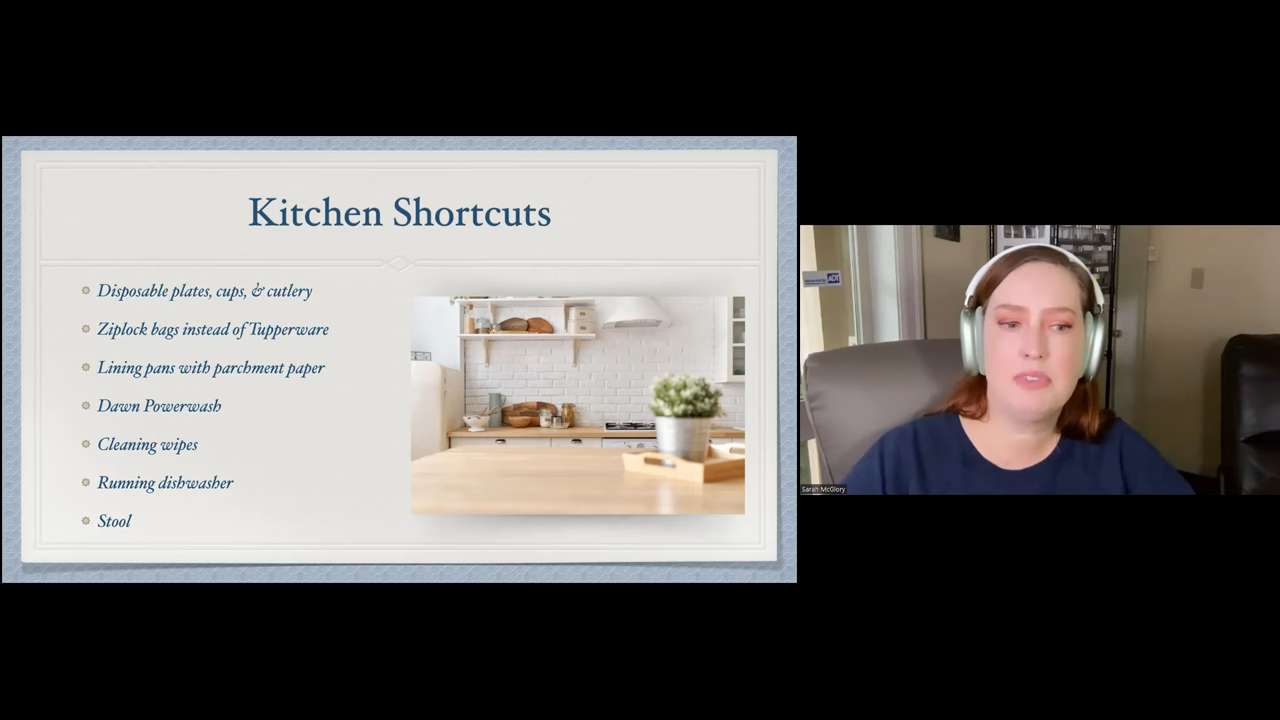 Kitchen Shortcuts
Disposable plates, cups, & cutlery
Ziplock bags instead of Tupperware
Lining pans with parchment paper
Dawn Powerwash
Cleaning wipes
Running dishwasher
Stool
ADT
Sarah McGlory